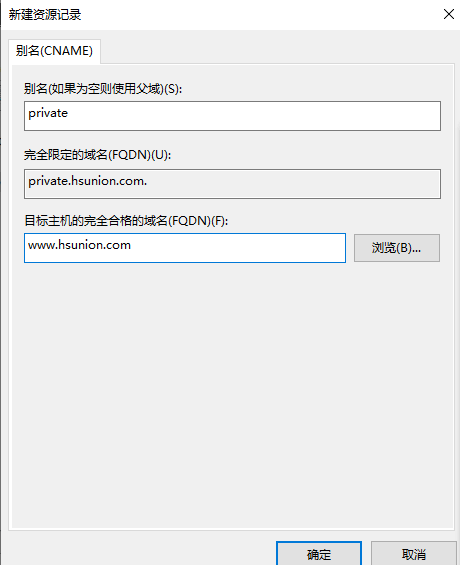 新建资源记录
别名(CNAME)
别名(如果为空则使用父域)(S):
private
完全限定的域名(FQDN)(U):
private.hsunion.com.
目标主机的完全合格的域名(FQDN)(F):
www.hsunion.com
浏览(B)...
确定
取消